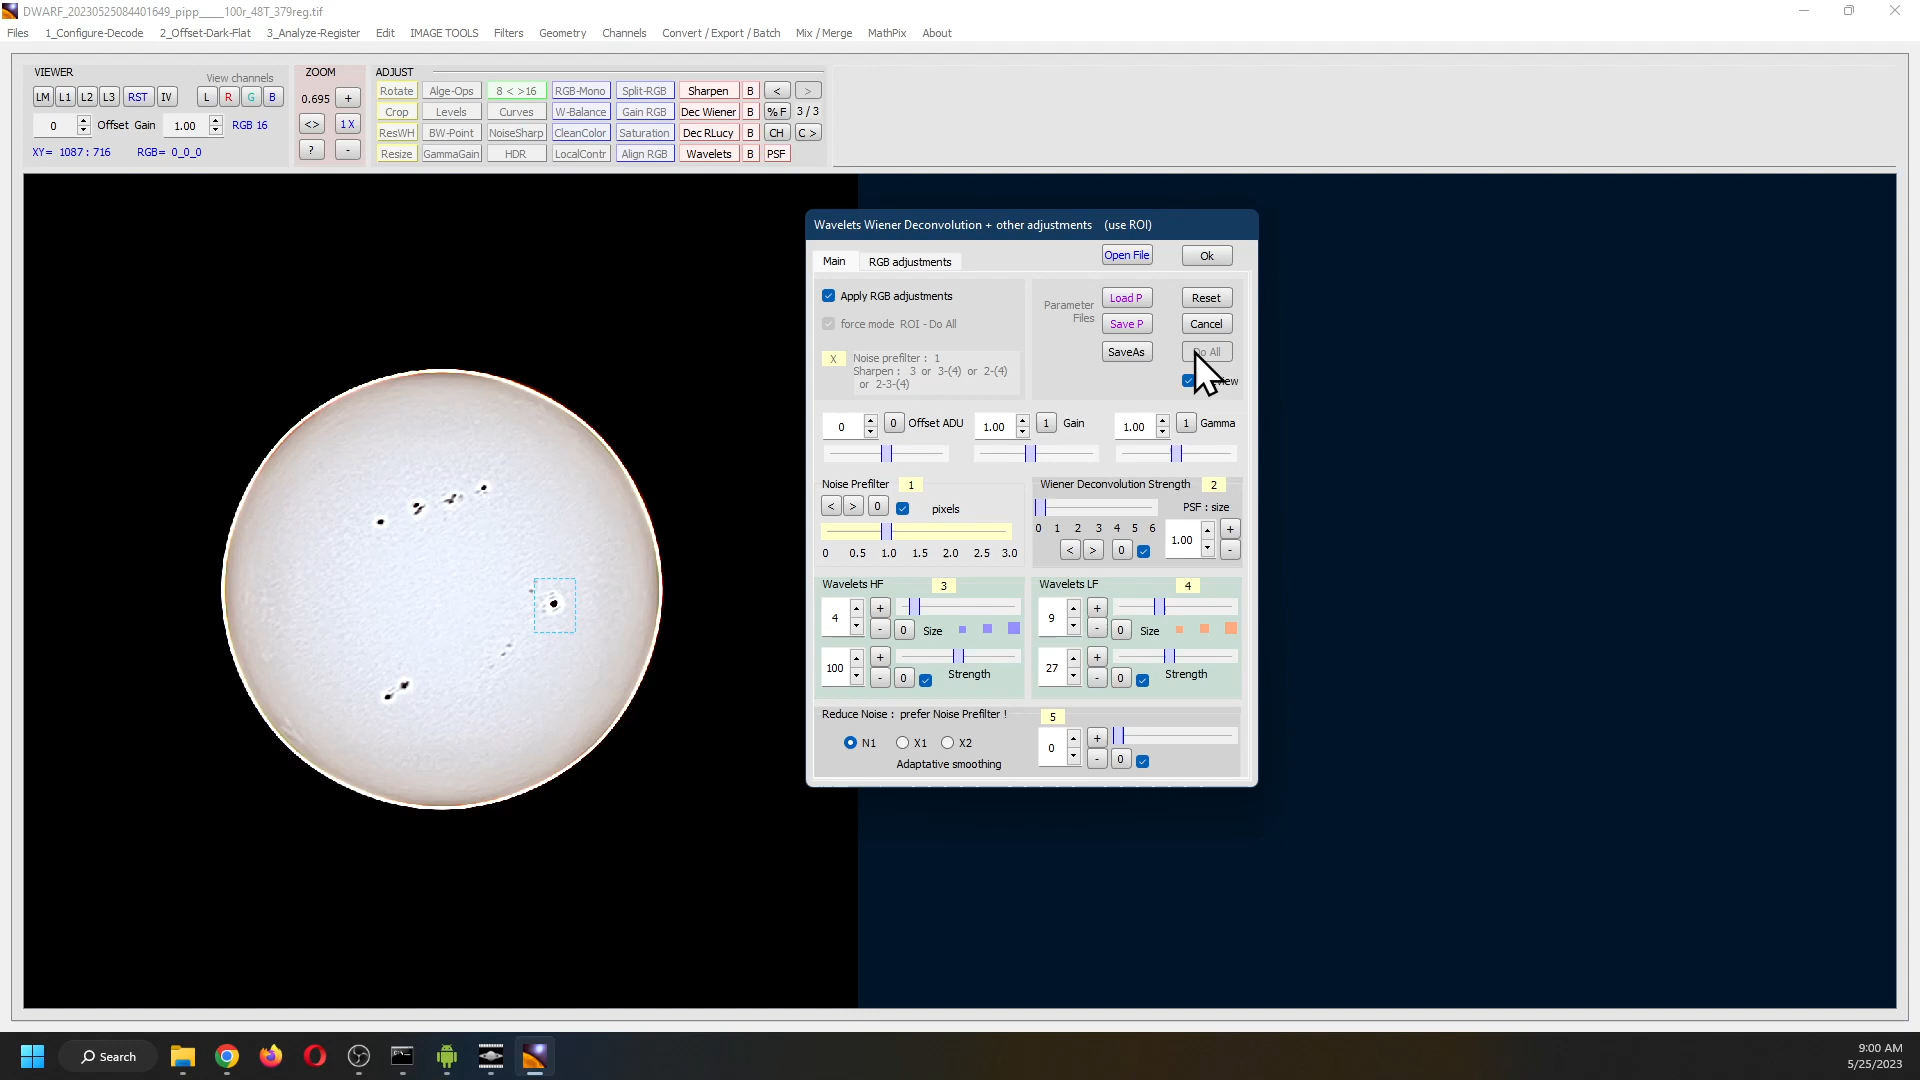 DWARF_20230525084401649_pipp____100r_48T_379reg.tif
Files 1_Configure-Decode 2_Offset-Dark-Flat 3_Analyze-Register Edit IMAGE TOOLS Filters Geometry Channels Convert / Export / Batch Mix / Merge MathPix About
VIEWER View channels ZOOM ADJUST
LM L1 L2 L3 RST IV L R G B 0.695 + Rotate Alge-Ops 8 < >16 RGB-Mono Split-RGB Sharpen B < >
0 Offset Gain 1.00 RGB 16 <> 1 X Crop Levels Curves W-Balance Gain RGB Dec Wiener B % F 3 / 3
ResWH BW-Point NoiseSharp CleanColor Saturation Dec RLucy B CH C >
XY= 1087 : 716 RGB= 0_0_0 ? - Resize GammaGain HDR LocalContr Align RGB Wavelets B PSF
Wavelets Wiener Deconvolution + other adjustments (use ROI)
Main RGB adjustments Open File Ok
Apply RGB adjustments
force mode ROI - Do All
X Noise prefilter : 1
Sharpen : 3 or 3-(4) or 2-(4)
or 2-3-(4)
Parameter
Files
Load P Reset
Save P Cancel
SaveAs Do All
0 0 Offset ADU 1.00 1 Gain 1.00 1 Gamma
Noise Prefilter 1
< > 0 pixels
0 0.5 1.0 1.5 2.0 2.5 3.0
Wiener Deconvolution Strength 2
PSF : size
0 1 2 3 4 5 6
1.00 +
< > 0 -
Wavelets HF 3
4 + - 0 Size
100 + - 0 Strength
Wavelets LF 4
9 + - 0 Size
27 + - 0 Strength
Reduce Noise : prefer Noise Prefilter ! 5
N1 X1 X2
Adaptive smoothing
0 + - 0
Search
9:00 AM
5/25/2023